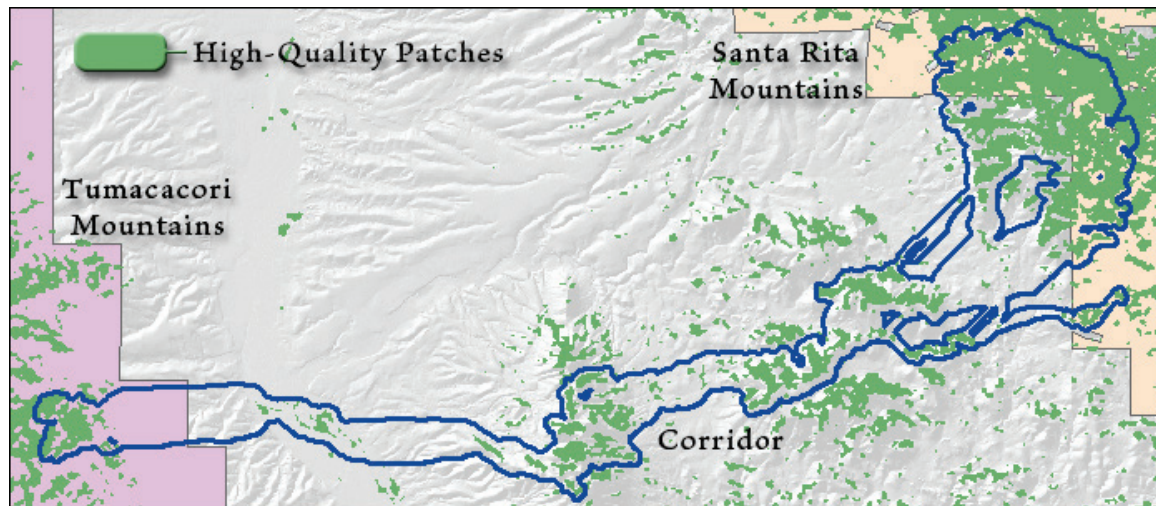 High-Quality Patches
Santa Rita
Mountains
Tumacacori
Mountains
Corridor